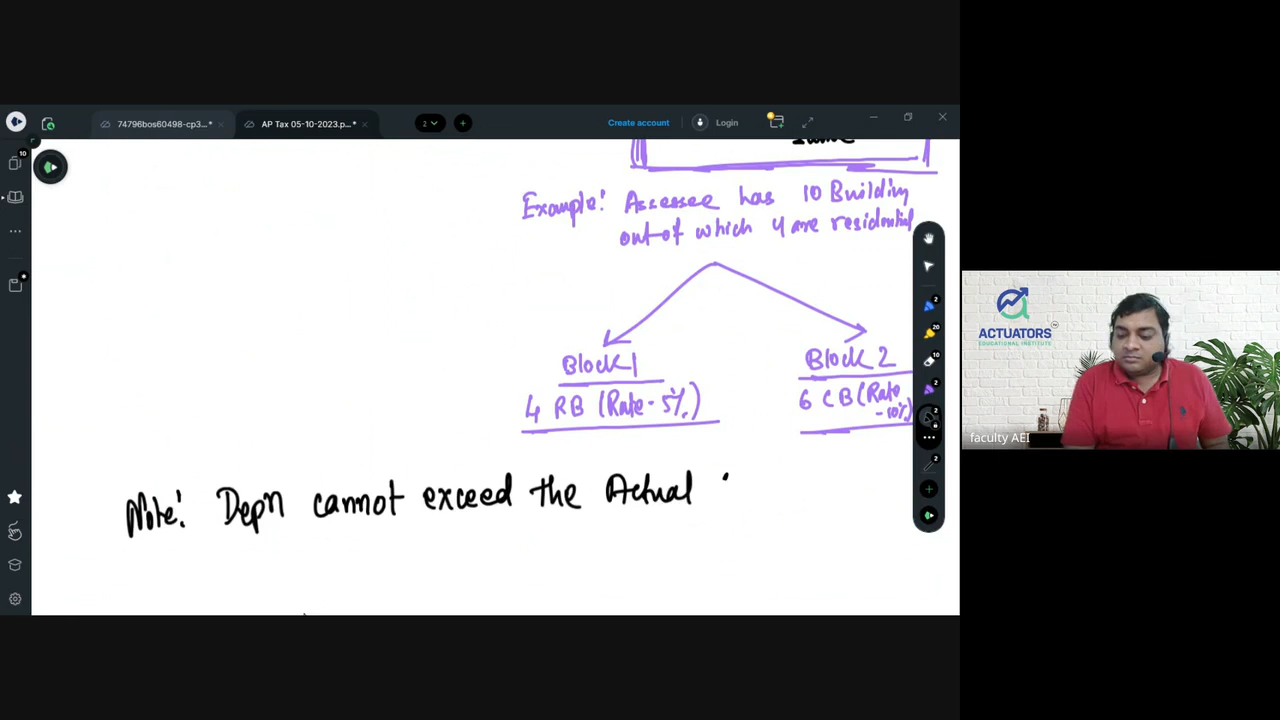 74796bos60498-cp3...*
AP Tax 05-10-2023.p...*
2
Create account
Login
Example: Assessee has 10 Building
out of which 4 are residential
Block 1
4 RB (Rate - 5%)
Block 2
6 CB (Rate
- 10%)
Note: Dep'n cannot exceed the Actual
ACTUATORS
EDUCATIONAL INSTITUTE
faculty AEI